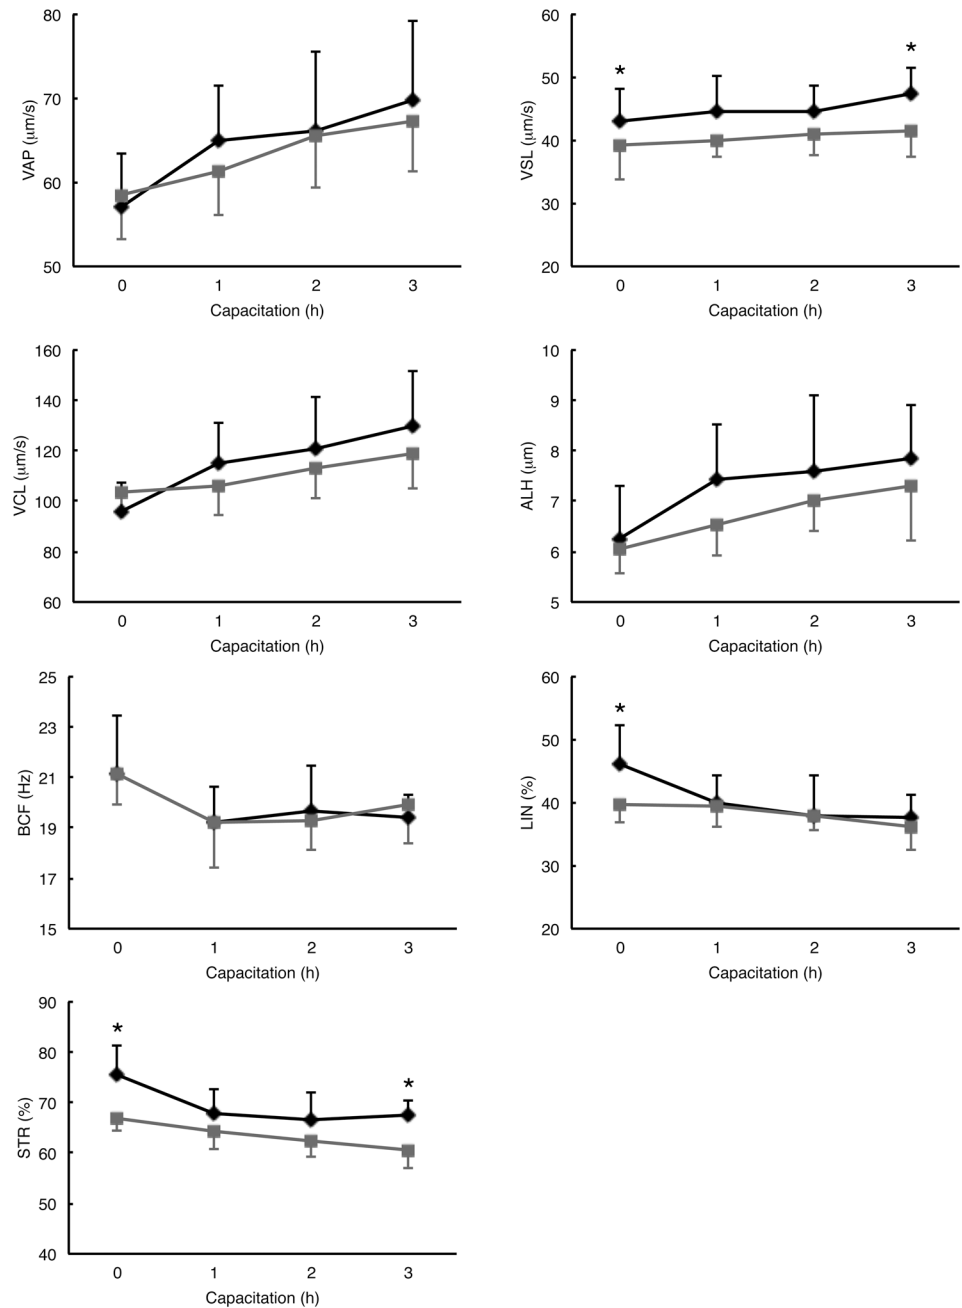 80
70
60
50
VAP (μm/s)
0 1 2 3
Capacitation (h)
60
50
40
30
20
VSL (μm/s)
* *
0 1 2 3
Capacitation (h)
160
140
120
100
80
60
VCL (μm/s)
0 1 2 3
Capacitation (h)
10
9
8
7
6
5
ALH (μm)
0 1 2 3
Capacitation (h)
25
23
21
19
17
15
BCF (Hz)
0 1 2 3
Capacitation (h)
60
50
40
30
20
LIN (%)
*
0 1 2 3
Capacitation (h)
90
80
70
60
50
40
STR (%)
* *
0 1 2 3
Capacitation (h)